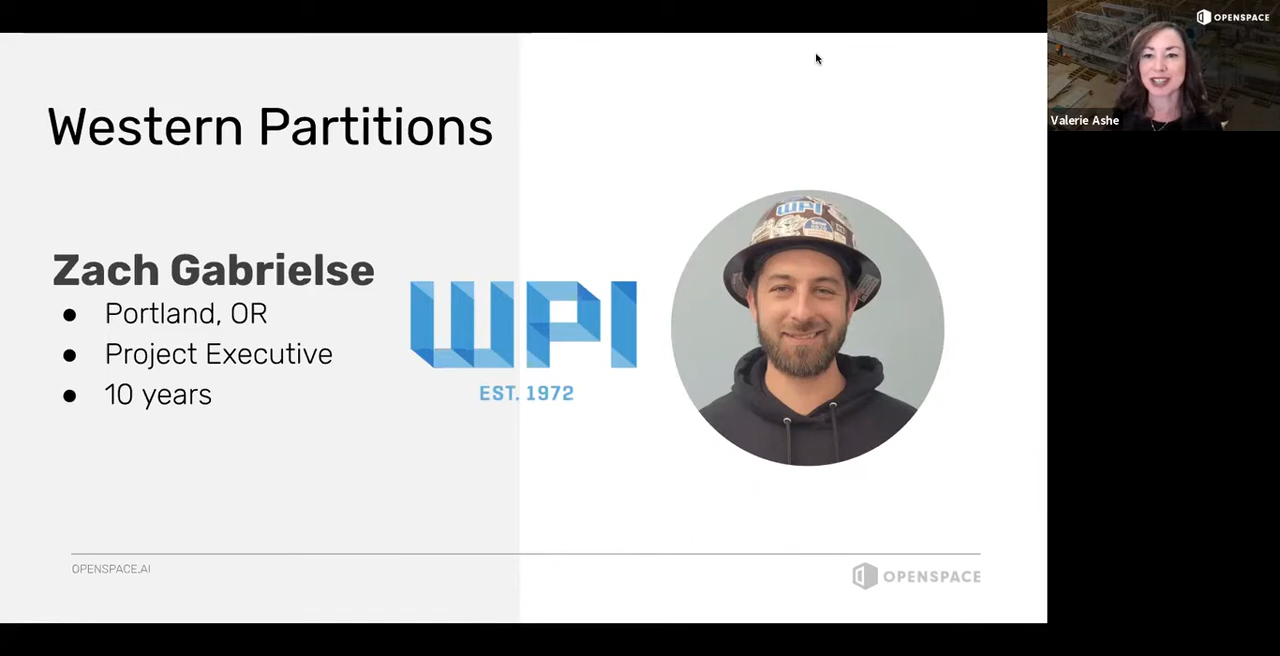 OPENSPACE
Valerie Ashe
Western Partitions
Zach Gabrielse
● Portland, OR
● Project Executive
● 10 years
WPI
EST. 1972
WPI
OPENSPACE.AI
OPENSPACE